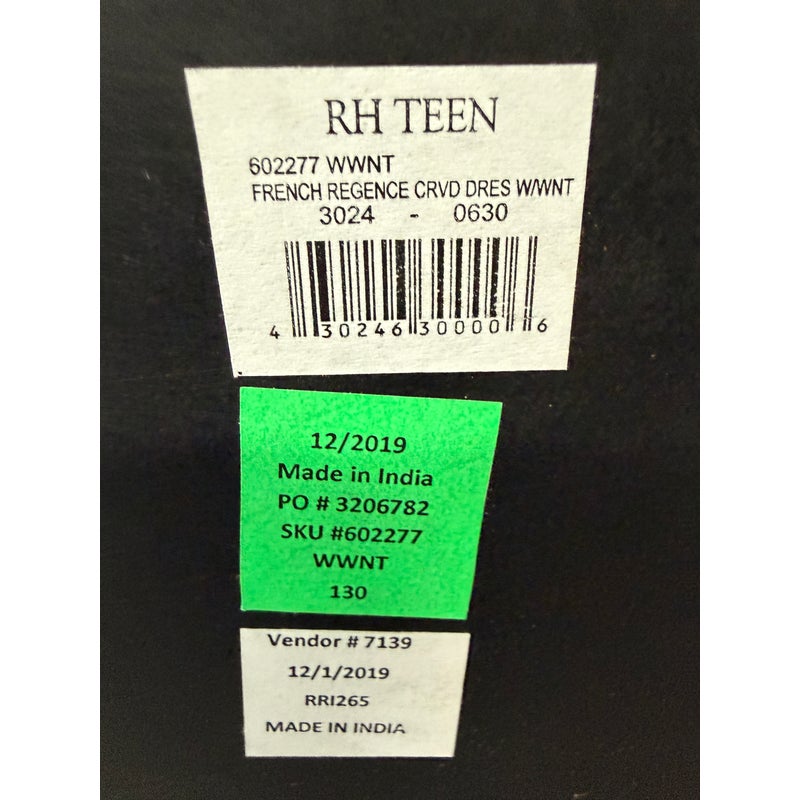 RH TEEN
602277 WWNT
FRENCH REGENCE CRVD DRES W/WNT
3024 - 0630
4 30246 30000 6
12/2019
Made in India
PO # 3206782
SKU #602277
WWNT
130
Vendor # 7139
12/1/2019
RRI265
MADE IN INDIA